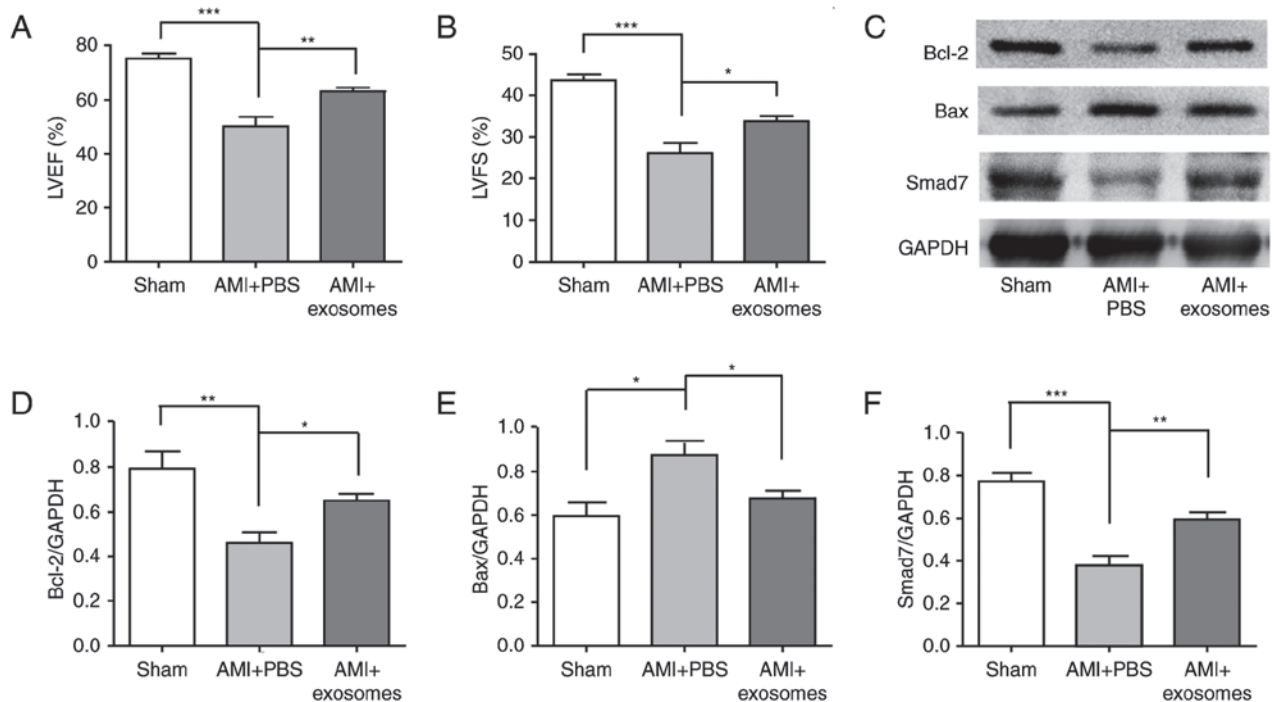 A
***
**
LVEF (%)
80
60
40
20
0
Sham
AMI+PBS
AMI+
exosomes
B
***
*
LVFS (%)
50
40
30
20
10
0
Sham
AMI+PBS
AMI+
exosomes
C
Bcl-2
Bax
Smad7
GAPDH
Sham
AMI+
PBS
AMI+
exosomes
D
**
*
Bcl-2/GAPDH
1.0
0.8
0.6
0.4
0.2
0.0
Sham
AMI+PBS
AMI+
exosomes
E
*
*
Bax/GAPDH
1.0
0.8
0.6
0.4
0.2
0.0
Sham
AMI+PBS
AMI+
exosomes
F
***
**
Smad7/GAPDH
1.0
0.8
0.6
0.4
0.2
0.0
Sham
AMI+PBS
AMI+
exosomes